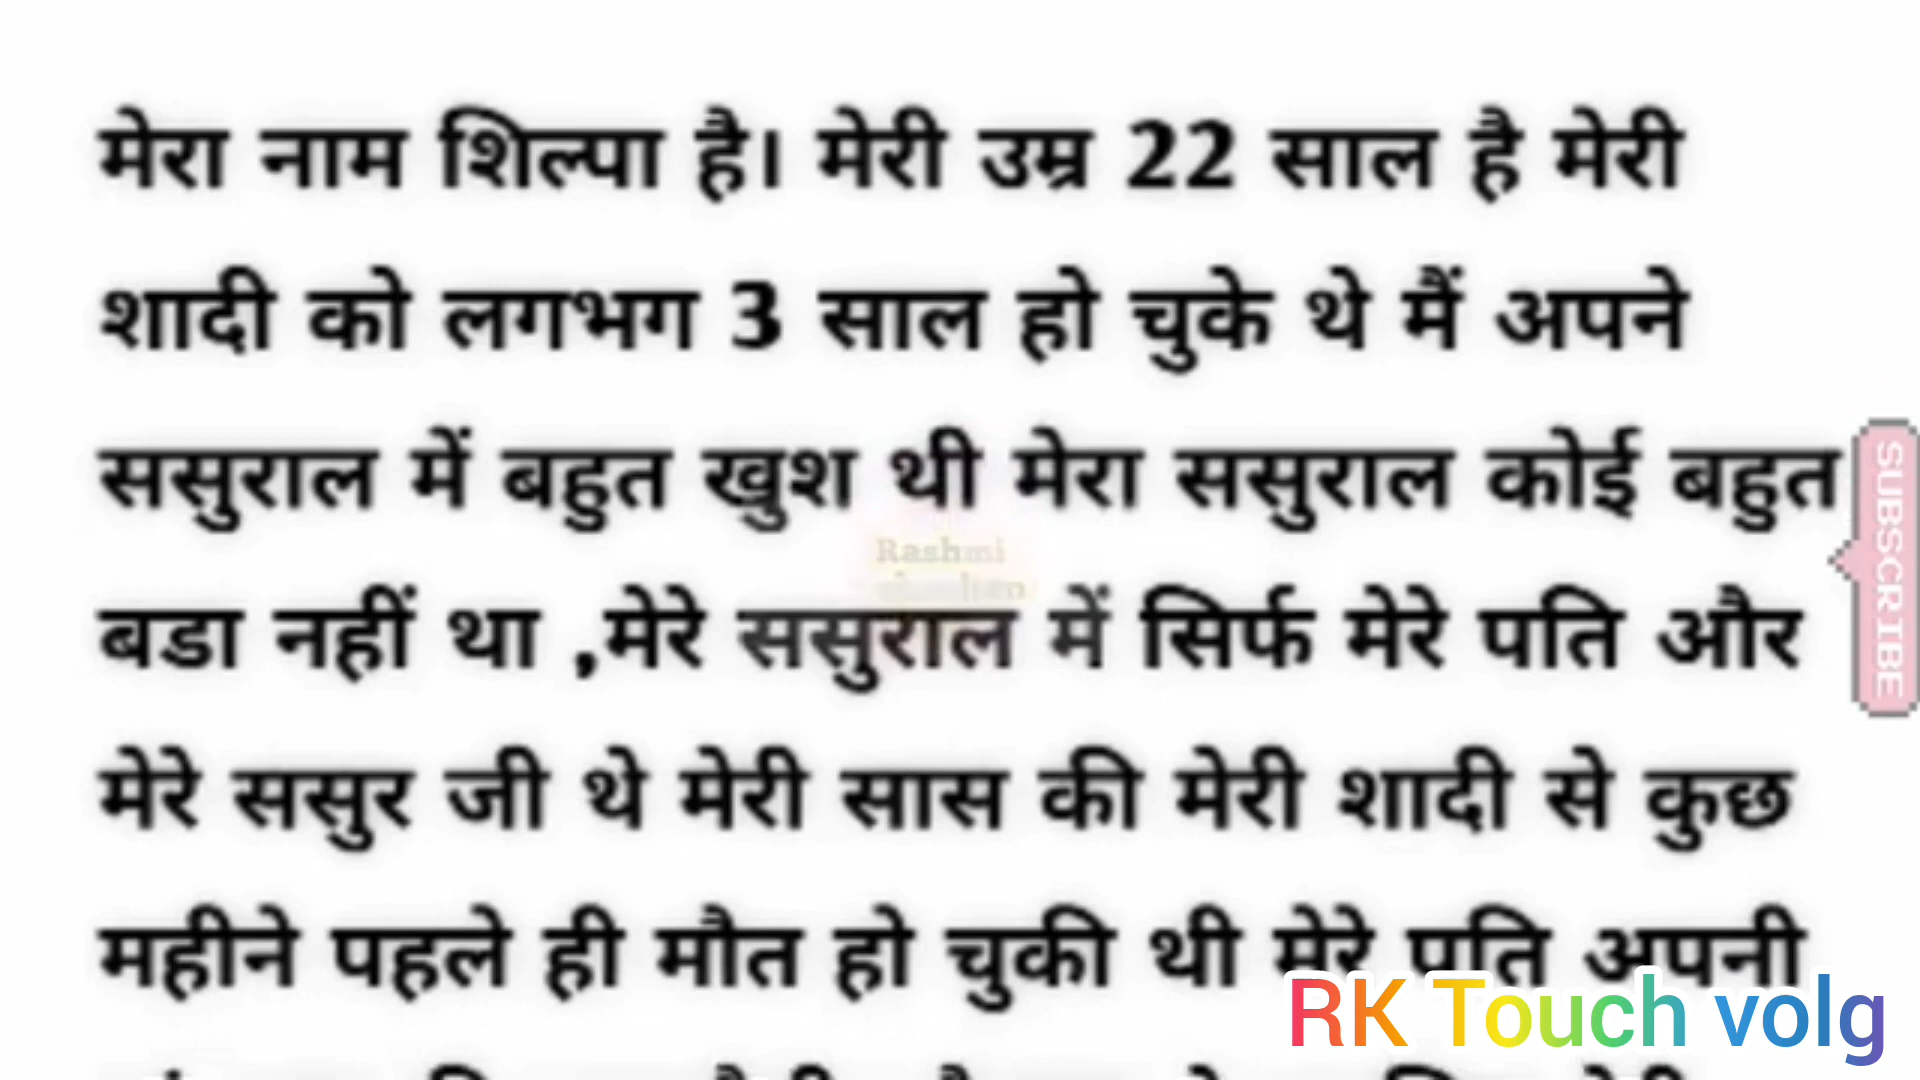 मेरा नाम शिल्पा है। मेरी उम्र 22 साल है मेरी
शादी को लगभग 3 साल हो चुके थे मैं अपने
ससुराल में बहुत खुश थी मेरा ससुराल कोई बहुत
SUBSCRIBE
Rashmi
बडा नहीं था ,मेरे ससुराल में सिर्फ मेरे पति और
मेरे ससुर जी थे मेरी सास की मेरी शादी से कुछ
महीने पहले ही मौत हो चुकी थी मेरे पति अपनी
RK Touch volg